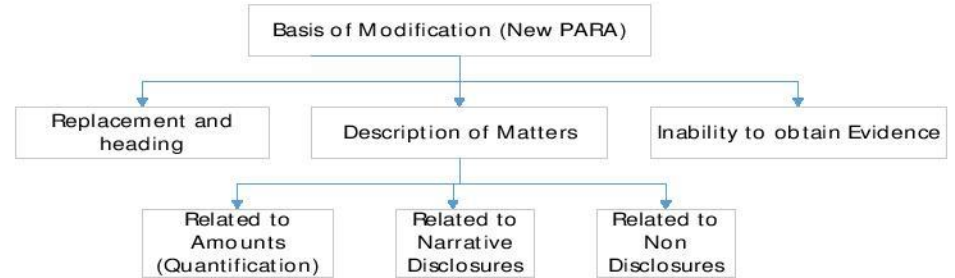 Basis of Modification (New PARA)
Replacement and
heading
Description of Matters
Inability to obtain Evidence
Related to
Amounts
(Quantification)
Related to
Narrative
Disclosures
Related to
Non
Disclosures